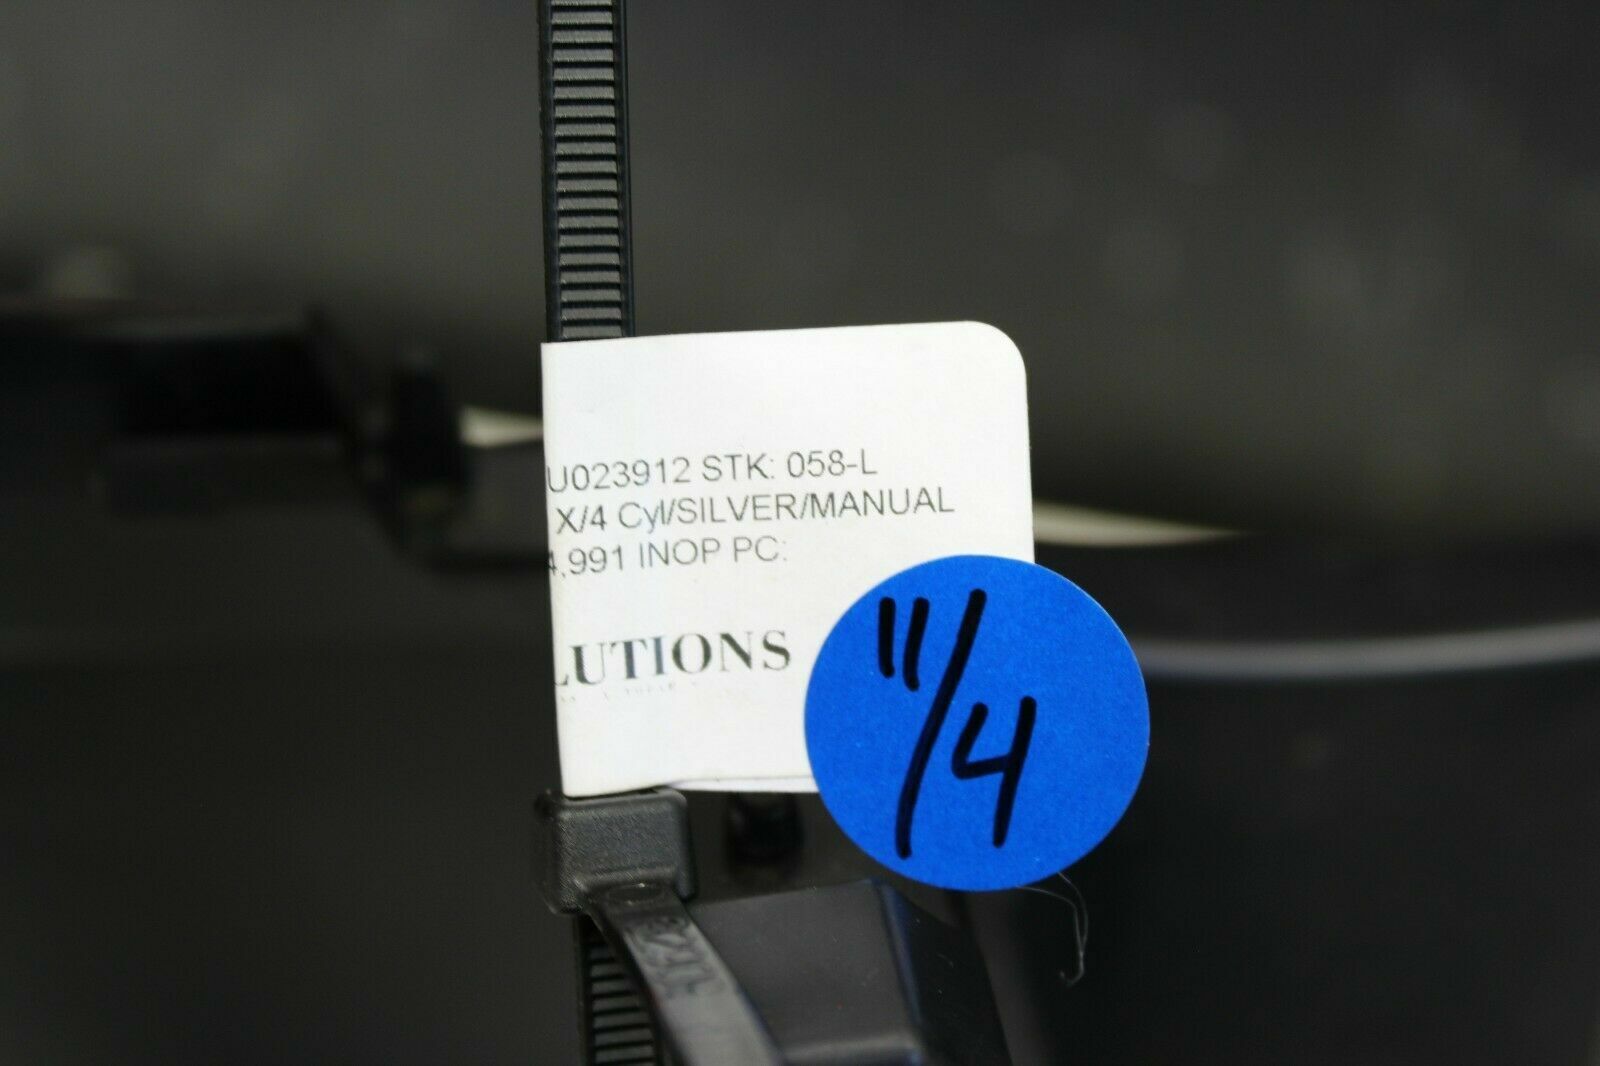 U023912 STK: 058-L
X/4 Cyl/SILVER/MANUAL
4,991 INOP PC:
LUTIONS
11/4